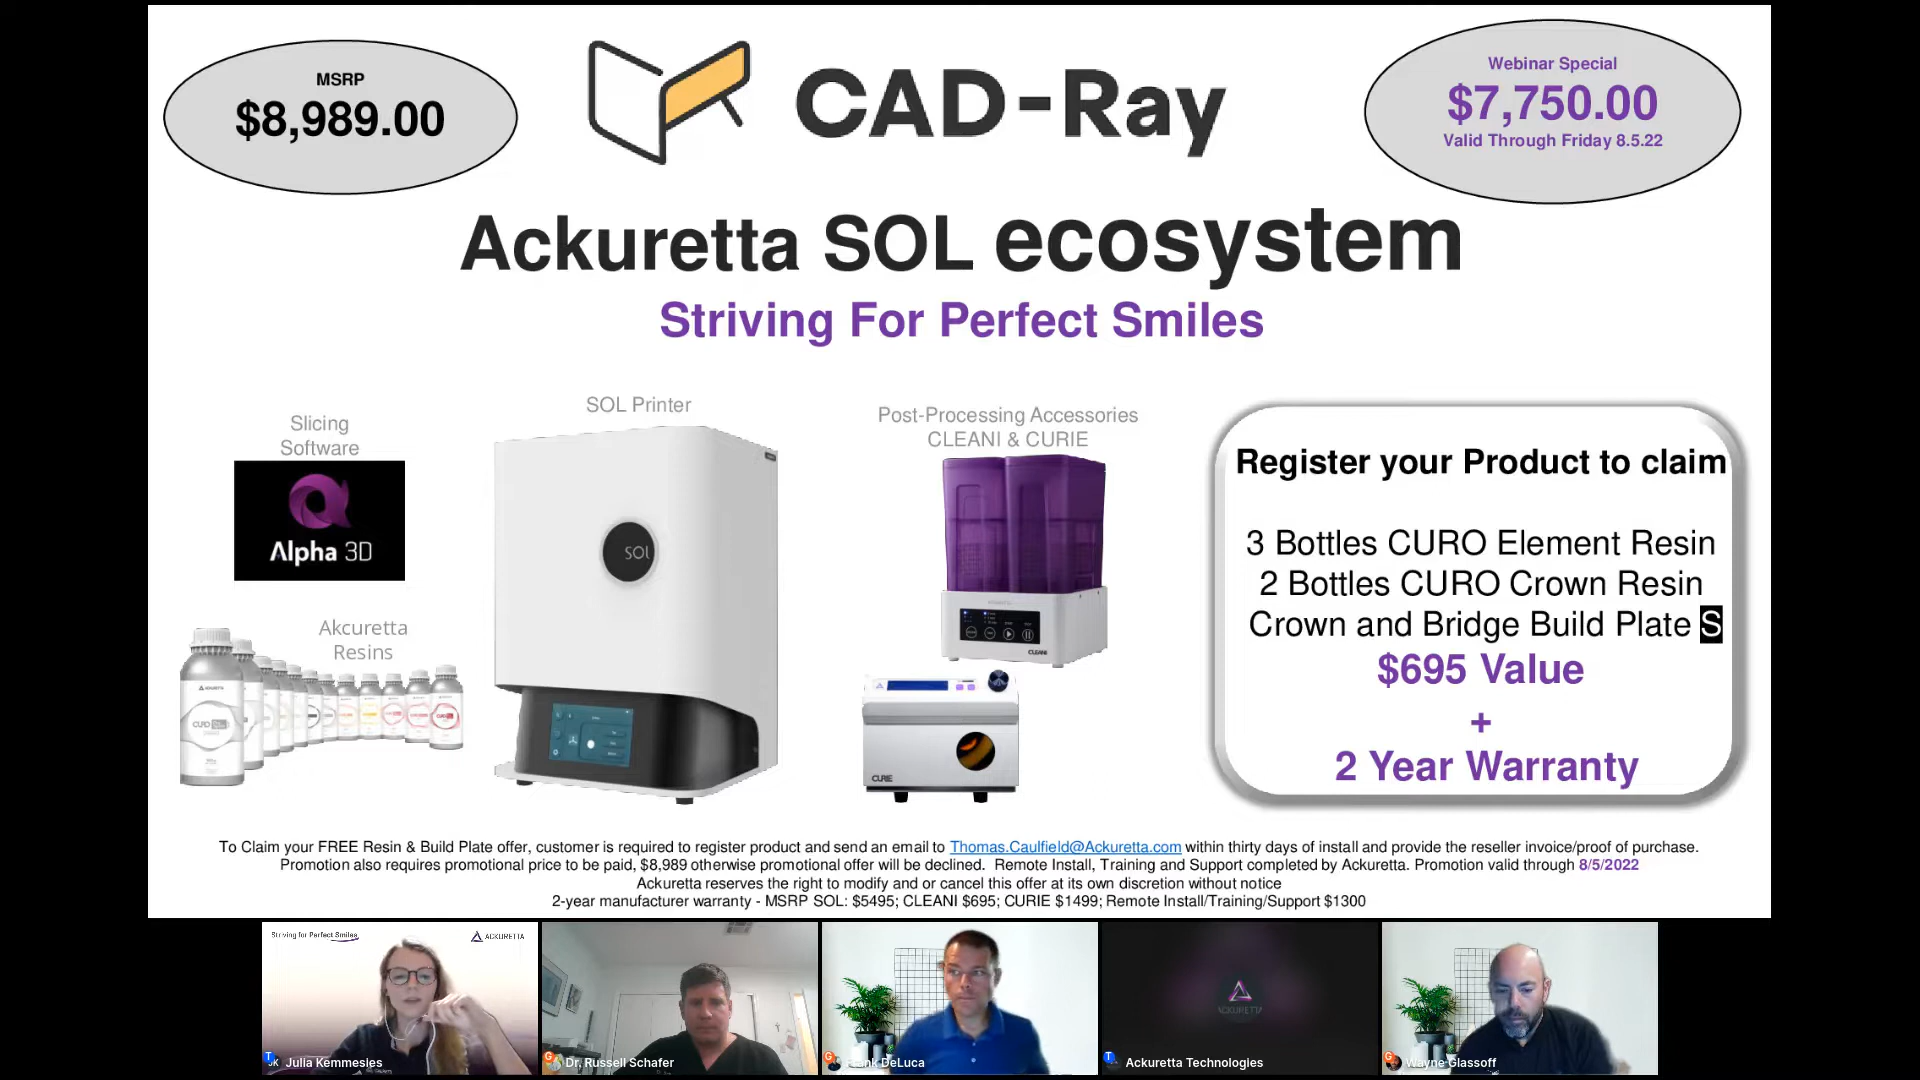 MSRP
$8,989.00
CAD-Ray
Webinar Special
$7,750.00
Valid Through Friday 8.5.22
Ackuretta SOL ecosystem
Striving For Perfect Smiles
Slicing
Software
Alpha 3D
Akcuretta
Resins
SOL Printer
SOL
Post-Processing Accessories
CLEANI & CURIE
CLEANI
CURIE
Register your Product to claim
3 Bottles CURO Element Resin
2 Bottles CURO Crown Resin
Crown and Bridge Build Plate S
$695 Value
+
2 Year Warranty
To Claim your FREE Resin & Build Plate offer, customer is required to register product and send an email to Thomas.Caulfield@Ackuretta.com within thirty days of install and provide the reseller invoice/proof of purchase.
Promotion also requires promotional price to be paid, $8,989 otherwise promotional offer will be declined. Remote Install, Training and Support completed by Ackuretta. Promotion valid through 8/5/2022
Ackuretta reserves the right to modify and or cancel this offer at its own discretion without notice
2-year manufacturer warranty - MSRP SOL: $5495; CLEANI $695; CURIE $1499; Remote Install/Training/Support $1300
Striving for Perfect Smiles
ACKURETTA
Julia Kemmesies
Dr. Russell Schafer
Frank DeLuca
ACKURETTA
Ackuretta Technologies
Wayne Glassoff